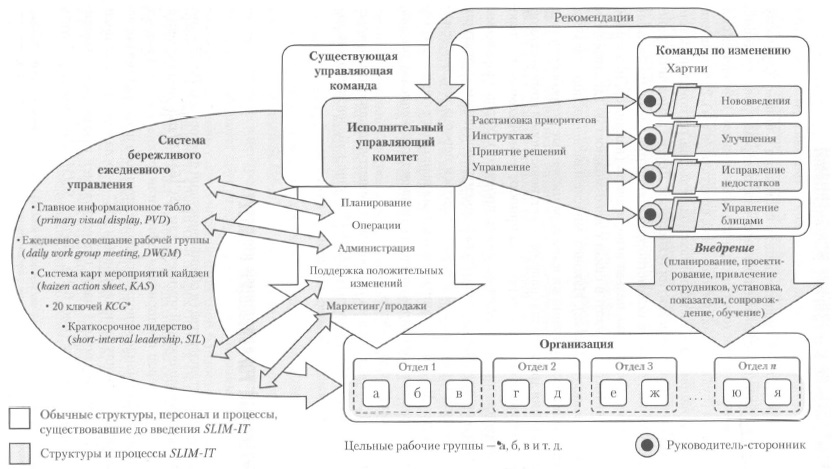 Рекомендации
Существующая
управляющая
команда
Исполнительный
управляющий
комитет
Расстановка приоритетов
Инструктаж
Принятие решений
Управление
Команды по изменению
Хартии
Нововведения
Улучшения
Исправление
недостатков
Управление
блицами
Внедрение
(планирование, проекти-
рование, привлечение
сотрудников, установка,
показатели, сопровож-
дение, обучение)
Система
бережливого
ежедневного
управления
• Главное информационное табло
(primary visual display, PVD)
• Ежедневное совещание рабочей группы
(daily work group meeting, DWGM)
• Система карт мероприятий кайдзен
(kaizen action sheet, KAS)
• 20 ключей KCG*
• Краткосрочное лидерство
(short-interval leadership, SIL)
Планирование
Операции
Администрация
Поддержка положительных
изменений
Маркетинг/продажи
Организация
Отдел 1 Отдел 2 Отдел 3 Отдел n
а б в г д е ж ... ю я
Обычные структуры, персонал и процессы,
существовавшие до введения SLIM-IT
Структуры и процессы SLIM-IT
Цельные рабочие группы — а, б, в и т. д.
Руководитель-сторонник